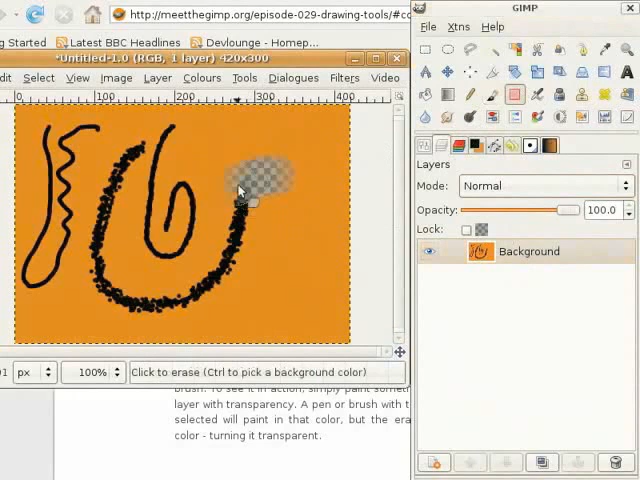 http://meetthegimp.org/episode-029-drawing-tools/#co
GIMP
ng Started Latest BBC Headlines Devlounge - Homep...
File Xtns Help
*Untitled-1.0 (RGB, 1 layer) 420x300
dit Select View Image Layer Colours Tools Dialogues Filters Video
0 100 200 300
Layers
Mode: Normal
Opacity: 100.0
Lock:
Background
px 100% Click to erase (Ctrl to pick a background color)
brush. To see it in action, simply paint
layer with transparency. A pen or brush with t
selected will paint in that color, but the era
color - turning it transparent.